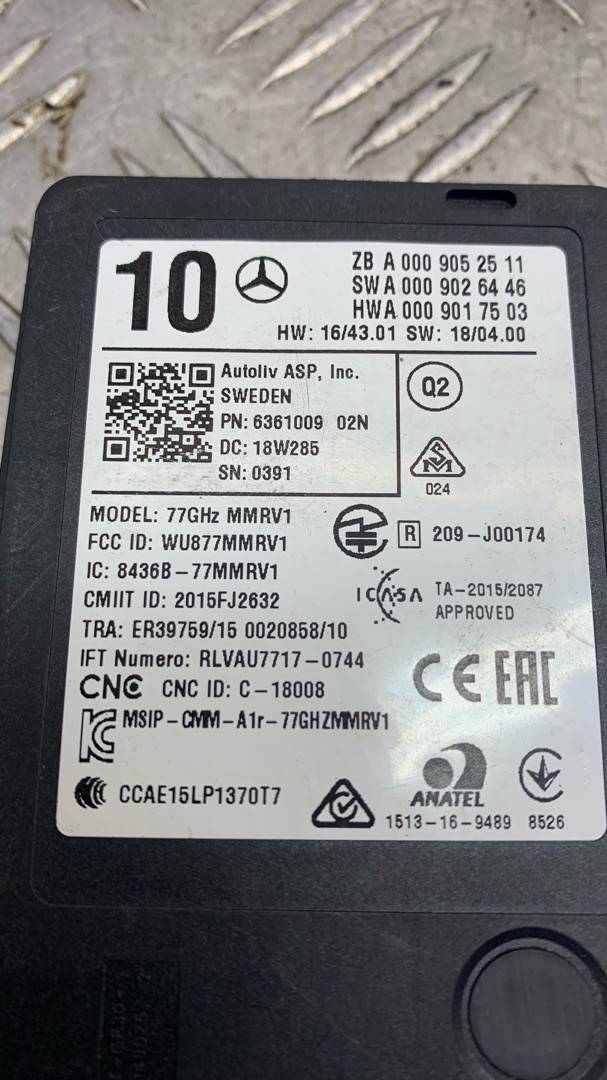 10
ZB A 000 905 25 11
SW A 000 902 64 46
HW A 000 901 75 03
HW: 16/43.01 SW: 18/04.00
Autoliv ASP, Inc.
SWEDEN
PN: 6361009 02N
DC: 18W285
SN: 0391
Q2
SM
024
MODEL: 77GHz MMRV1
FCC ID: WU877MMRV1
R 209-J00174
IC: 8436B-77MMRV1
ICASA TA-2015/2087
APPROVED
CMIIT ID: 2015FJ2632
TRA: ER39759/15 0020858/10
IFT Numero: RLVAU7717-0744
CE EAC
CNC CNC ID: C-18008
MSIP-CMM-A1r-77GHZMMRV1
CCAE15LP1370T7
ANATEL
1513-16-9489 8526